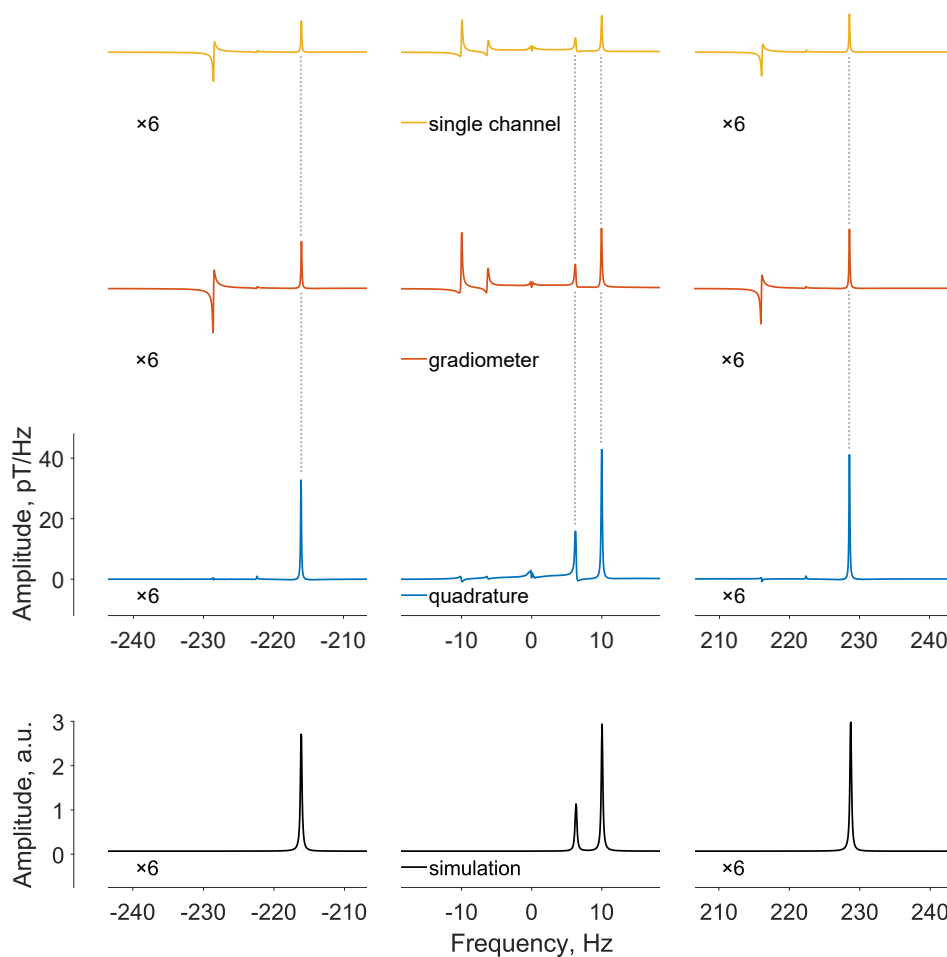 ×6
single channel
×6
×6
gradiometer
×6
Amplitude, pT/Hz
40
20
0
×6
quadrature
×6
-240 -230 -220 -210 -10 0 10 210 220 230 240
Amplitude, a.u.
3
2
1
0
×6
simulation
×6
-240 -230 -220 -210 -10 0 10 210 220 230 240
Frequency, Hz